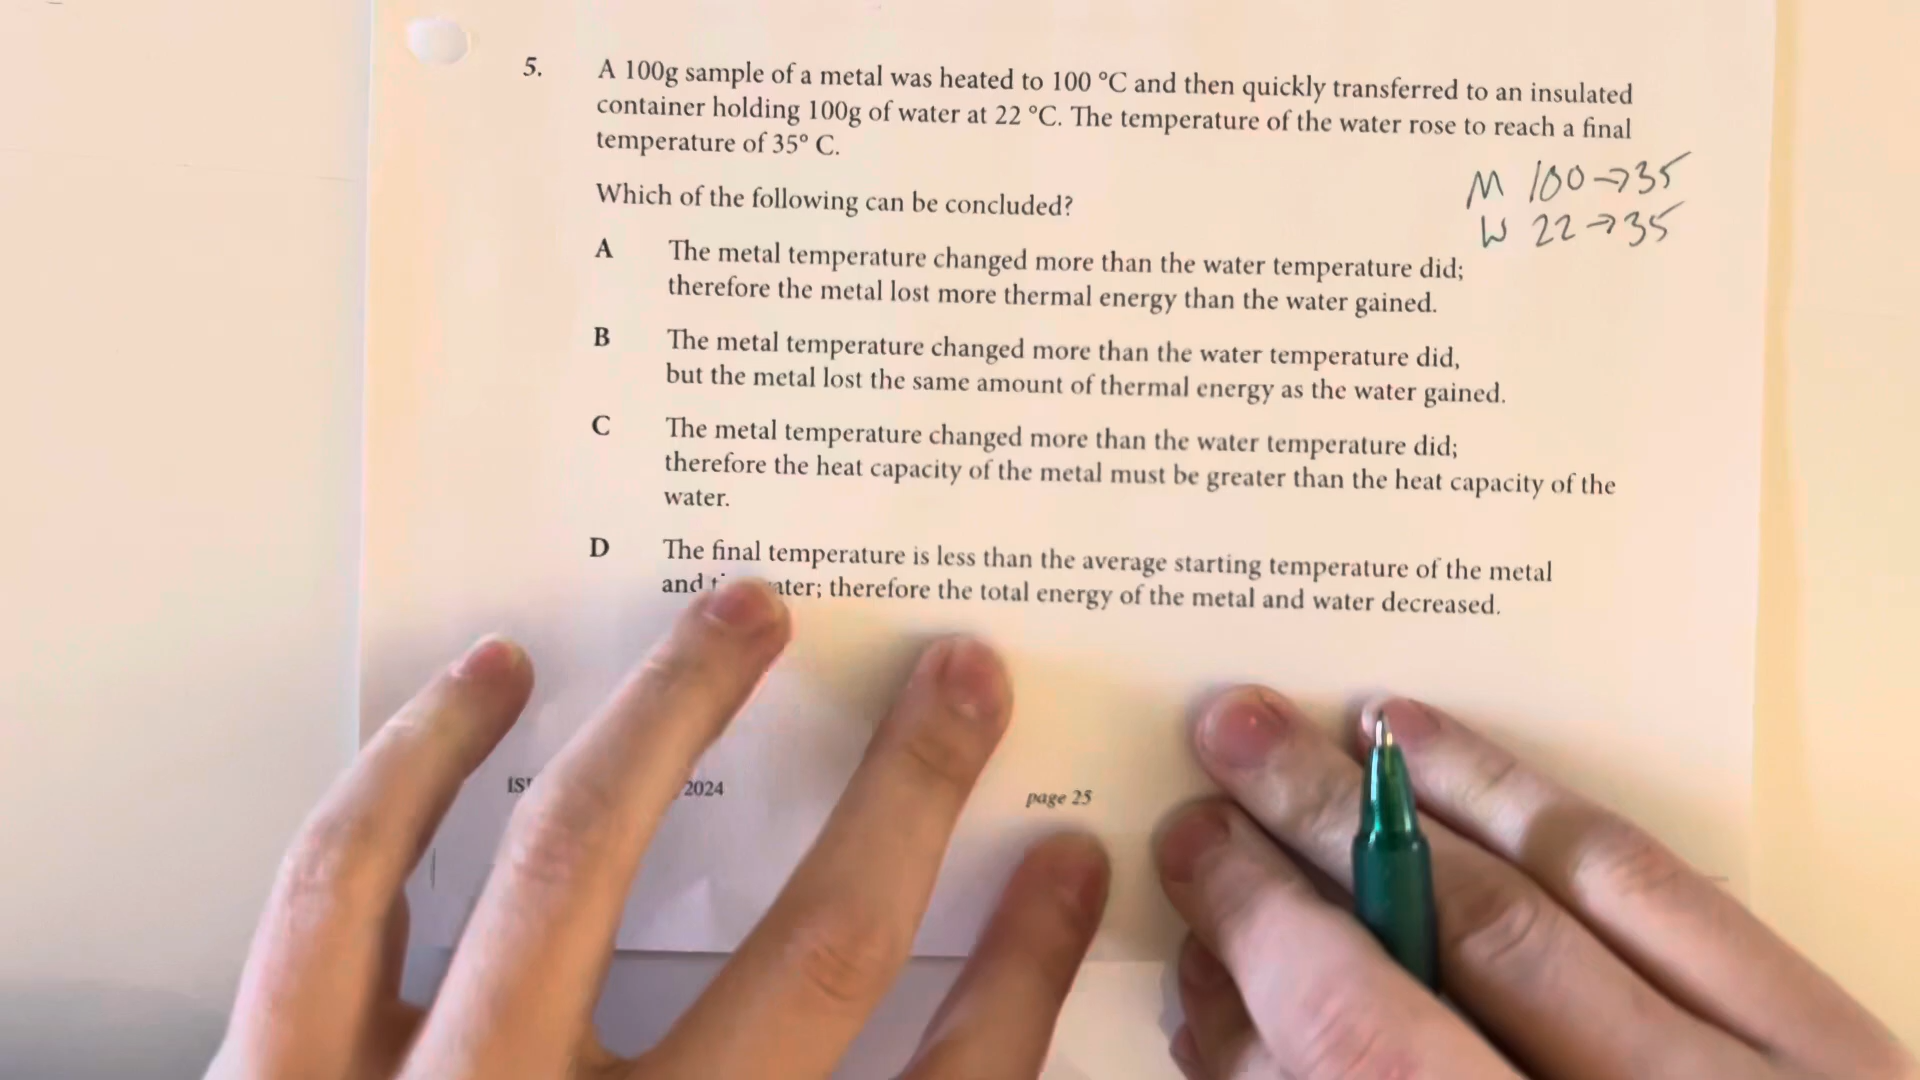 5. A 100g sample of a metal was heated to 100 °C and then quickly transferred to an insulated
container holding 100g of water at 22 °C. The temperature of the water rose to reach a final
temperature of 35° C.
M 100→35
W 22→35
Which of the following can be concluded?
A The metal temperature changed more than the water temperature did;
therefore the metal lost more thermal energy than the water gained.
B The metal temperature changed more than the water temperature did,
but the metal lost the same amount of thermal energy as the water gained.
C The metal temperature changed more than the water temperature did;
therefore the heat capacity of the metal must be greater than the heat capacity of the
water.
D The final temperature is less than the average starting temperature of the metal
and therefore the total energy of the metal and water decreased.
2024
page 25